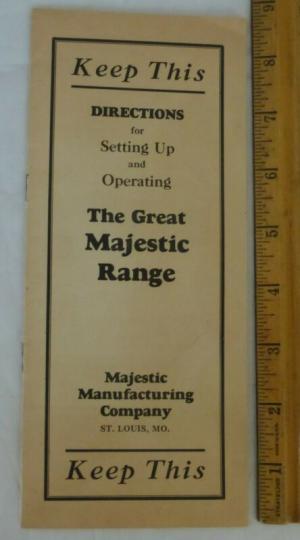 Keep This
DIRECTIONS
for
Setting Up
and
Operating
The Great
Majestic
Range
Majestic
Manufacturing
Company
ST. LOUIS, MO.
Keep This
9
8
7
6
5
4
3
2
1